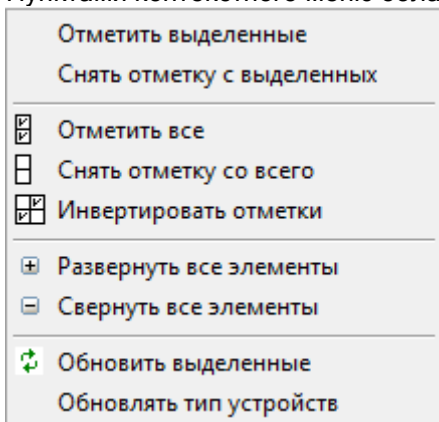 Отметить выделенные
Снять отметку с выделенных
Отметить все
Снять отметку со всего
Инвертировать отметки
Развернуть все элементы
Свернуть все элементы
Обновить выделенные
Обновлять тип устройств